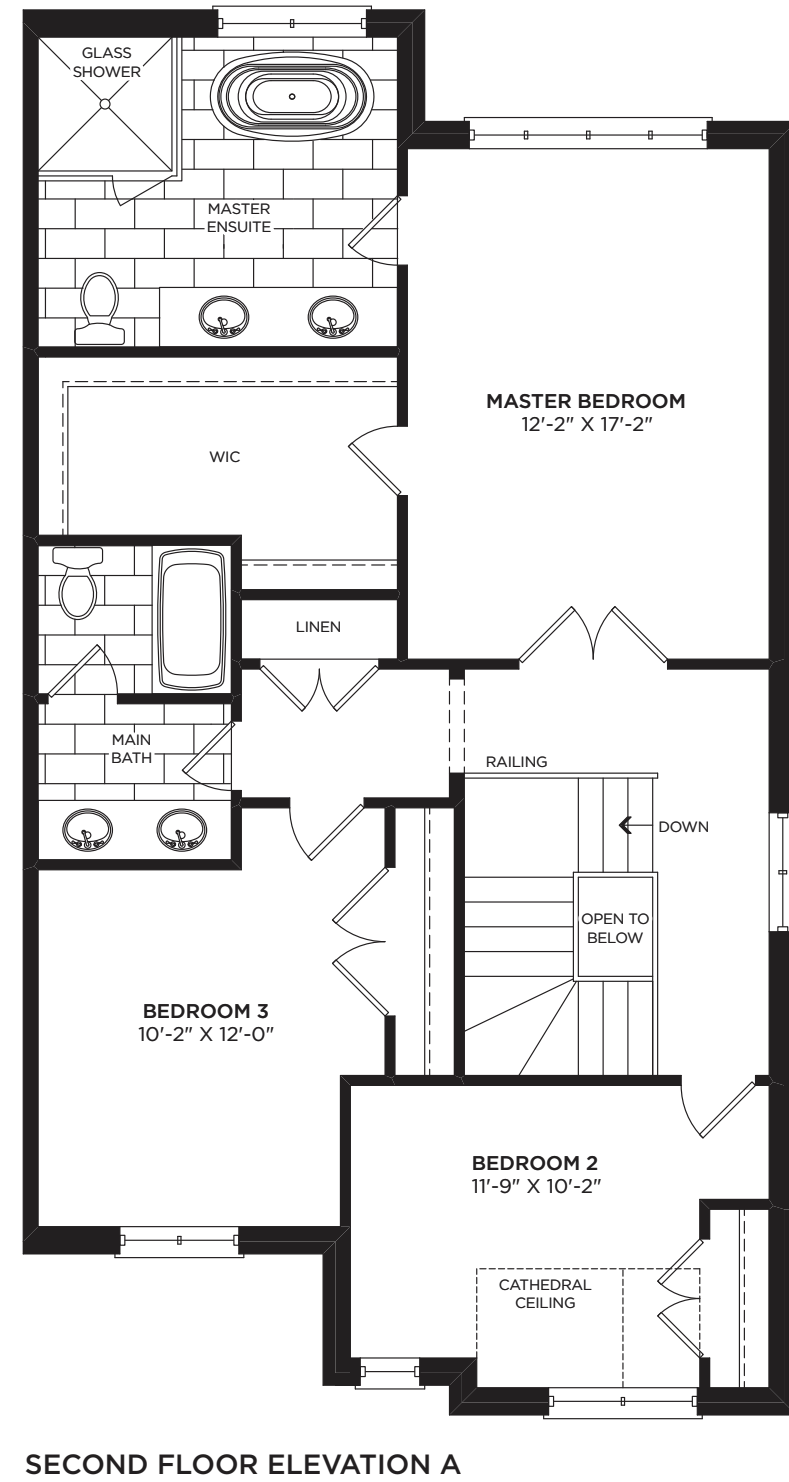 GLASS
SHOWER
MASTER
ENSUITE
MASTER BEDROOM
12'-2" X 17'-2"
WIC
LINEN
MAIN
BATH
RAILING
DOWN
OPEN TO
BELOW
BEDROOM 3
10'-2" X 12'-0"
BEDROOM 2
11'-9" X 10'-2"
CATHEDRAL
CEILING
SECOND FLOOR ELEVATION A